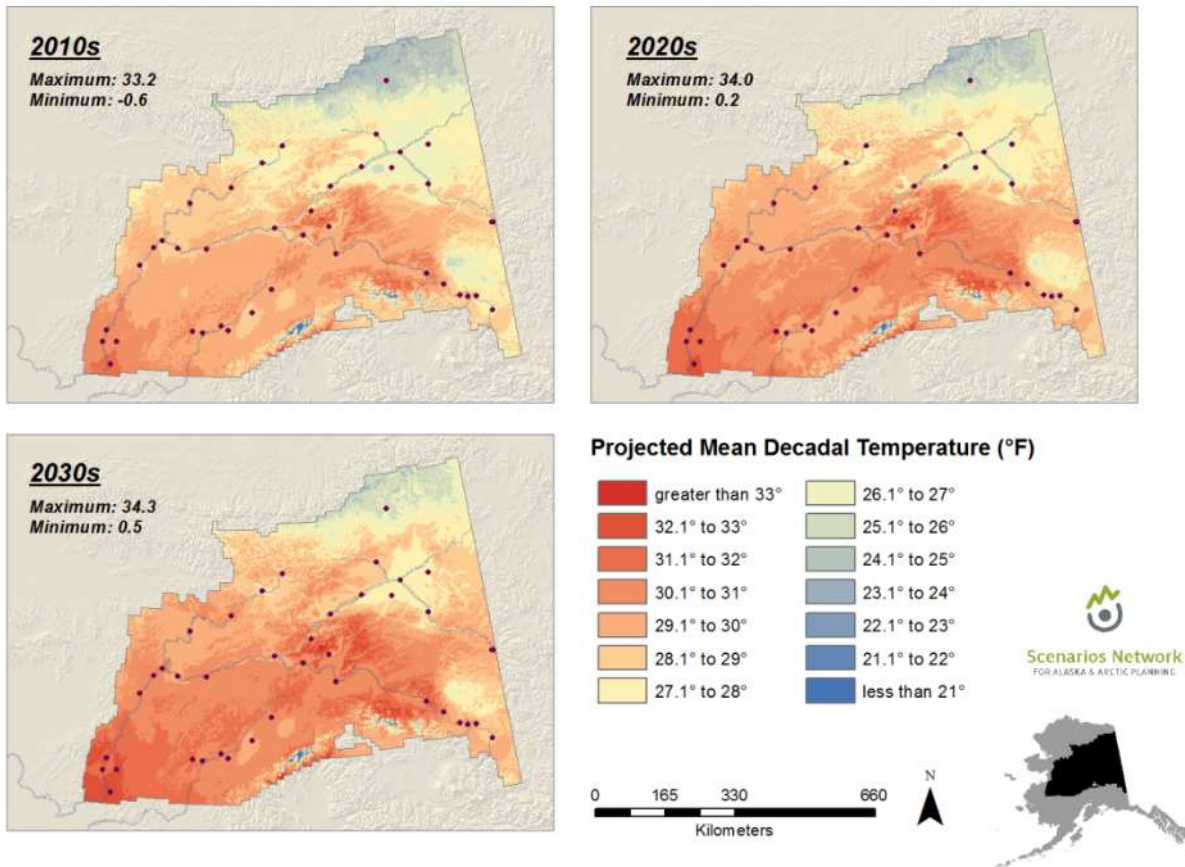 2010s
Maximum: 33.2
Minimum: -0.6
2020s
Maximum: 34.0
Minimum: 0.2
2030s
Maximum: 34.3
Minimum: 0.5
Projected Mean Decadal Temperature (°F)
greater than 33°
32.1° to 33°
31.1° to 32°
30.1° to 31°
29.1° to 30°
28.1° to 29°
27.1° to 28°
26.1° to 27°
25.1° to 26°
24.1° to 25°
23.1° to 24°
22.1° to 23°
21.1° to 22°
less than 21°
Scenarios Network
FOR ALASKA & ARCTIC PLANNING
0 165 330 660
Kilometers
N